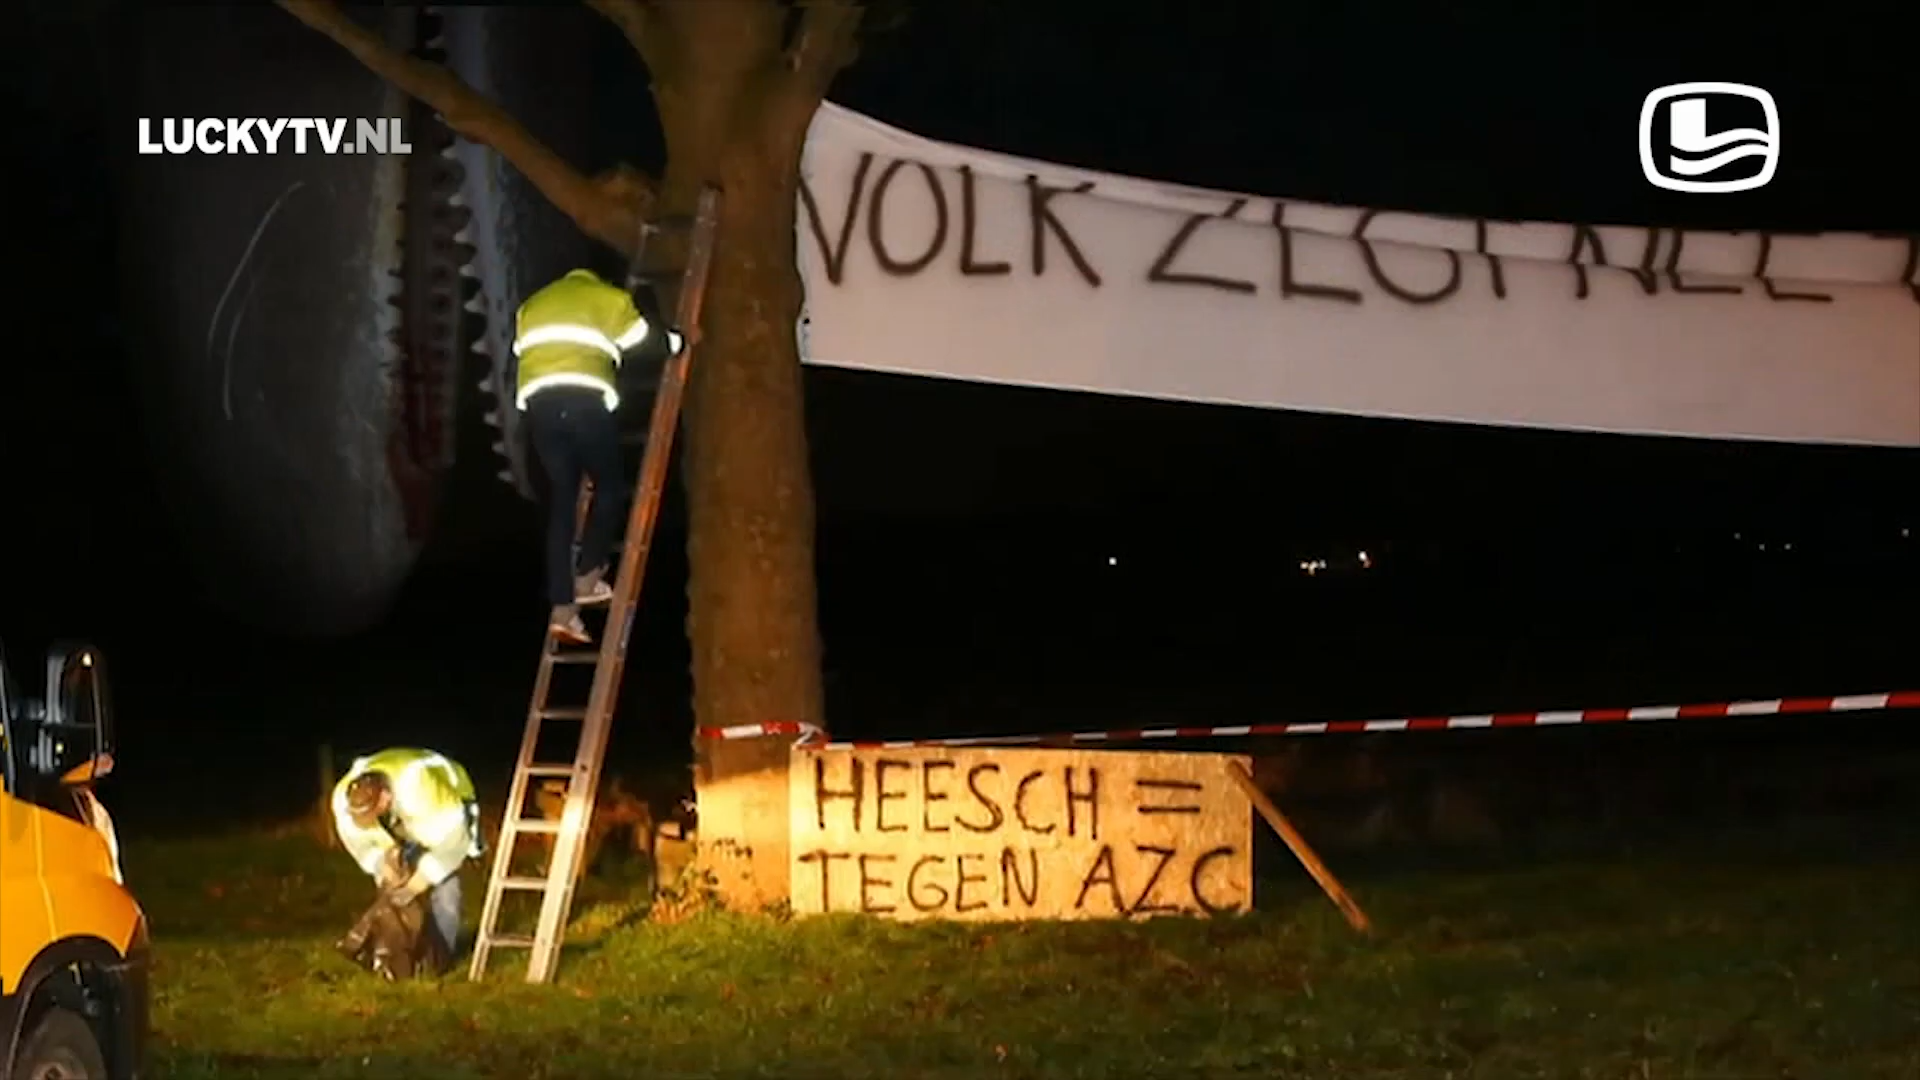 LUCKYTV.NL
VOLK ZEGT NEE
HEESCH =
TEGEN AZC